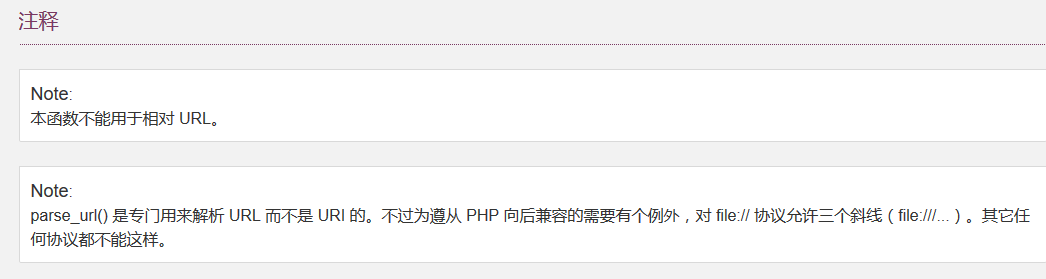 注释
Note:
本函数不能用于相对 URL。
Note:
parse_url() 是专门用来解析 URL 而不是 URI 的。不过为遵从 PHP 向后兼容的需要有个例外，对 file:// 协议允许三个斜线（file:///...）。其它任
何协议都不能这样。